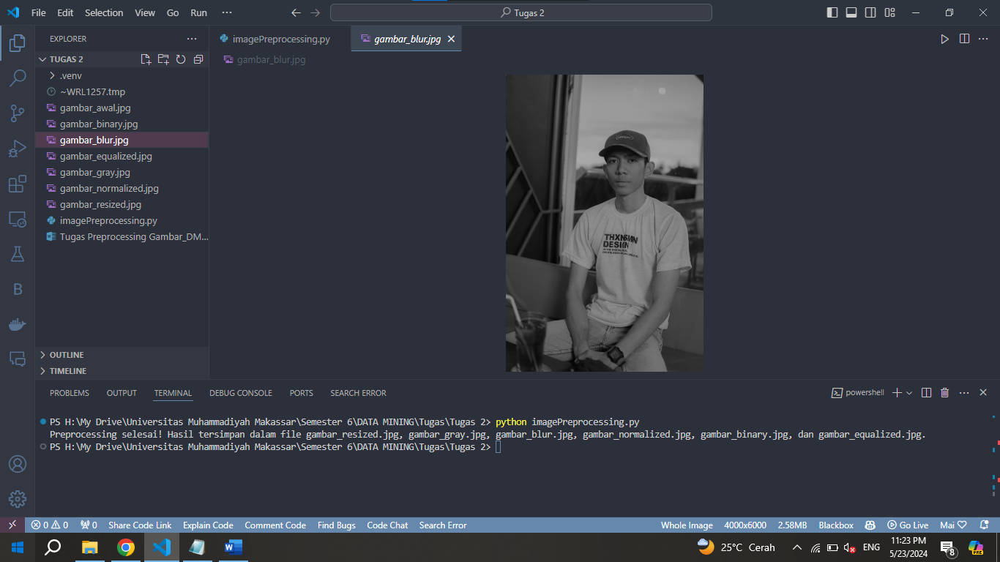 File Edit Selection View Go Run ···
Tugas 2
EXPLORER
TUGAS 2
.venv
~WRL1257.tmp
gambar_awal.jpg
gambar_binary.jpg
gambar_blur.jpg
gambar_equalized.jpg
gambar_gray.jpg
gambar_normalized.jpg
gambar_resized.jpg
imagePreprocessing.py
Tugas Preprocessing Gambar_DM...
OUTLINE
TIMELINE
imagePreprocessing.py
gambar_blur.jpg
gambar_blur.jpg
THXNSMN
DESIGN
PROBLEMS OUTPUT TERMINAL DEBUG CONSOLE PORTS SEARCH ERROR
powershell
PS H:\My Drive\Universitas Muhammadiyah Makassar\Semester 6\DATA MINING\Tugas\Tugas 2> python imagePreprocessing.py
Preprocessing selesai! Hasil tersimpan dalam file gambar_resized.jpg, gambar_gray.jpg, gambar_blur.jpg, gambar_normalized.jpg, gambar_binary.jpg, dan gambar_equalized.jpg.
PS H:\My Drive\Universitas Muhammadiyah Makassar\Semester 6\DATA MINING\Tugas\Tugas 2>
0 0 0 Share Code Link Explain Code Comment Code Find Bugs Code Chat Search Error Whole Image 4000x6000 2.58MB Blackbox Go Live Mai
25°C Cerah ENG
11:23 PM
5/23/2024
8
PRE